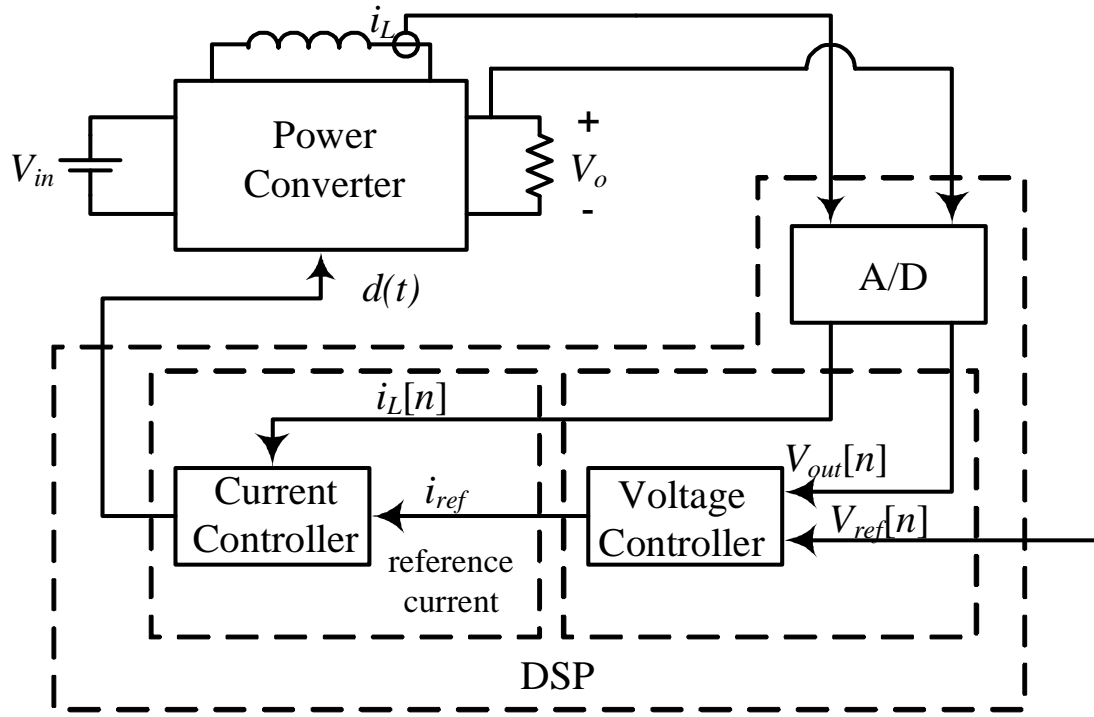 i_L
Power
Converter
V_in
+
V_o
-
A/D
d(t)
i_L[n]
V_out[n]
Current
Controller
i_ref
Voltage
Controller
V_ref[n]
reference
current
DSP